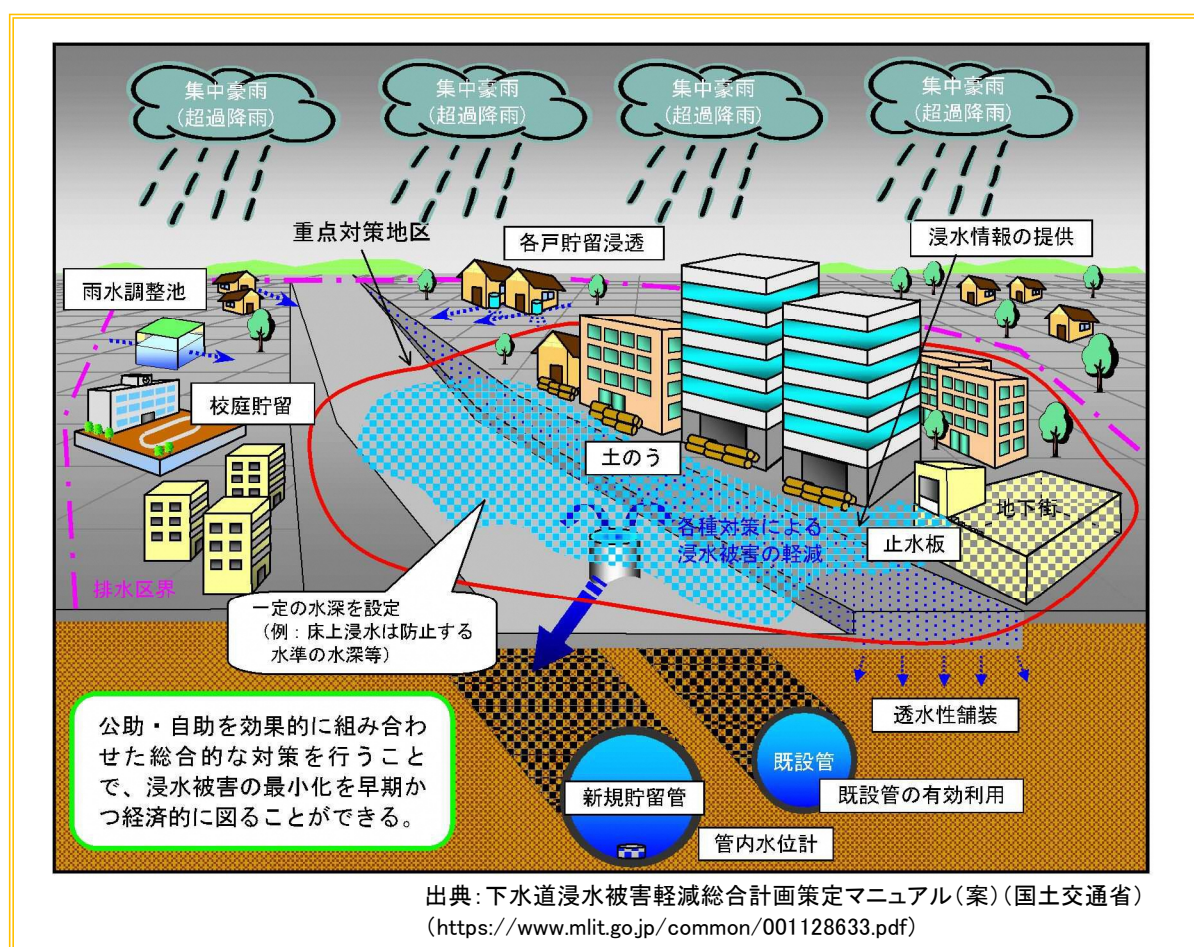 集中豪雨
(超過降雨)
集中豪雨
(超過降雨)
集中豪雨
(超過降雨)
集中豪雨
(超過降雨)
重点対策地区
各戸貯留浸透
浸水情報の提供
雨水調整池
校庭貯留
土のう
地下街
各種対策による
浸水被害の軽減
止水板
排水区界
一定の水深を設定
(例:床上浸水は防止する
水準の水深等)
透水性舗装
公助・自助を効果的に組み合わ
せた総合的な対策を行うこと
で、浸水被害の最小化を早期か
つ経済的に図ることができる。
既設管
新規貯留管
既設管の有効利用
管内水位計
出典:下水道浸水被害軽減総合計画策定マニュアル(案)(国土交通省)
(https://www.mlit.go.jp/common/001128633.pdf)